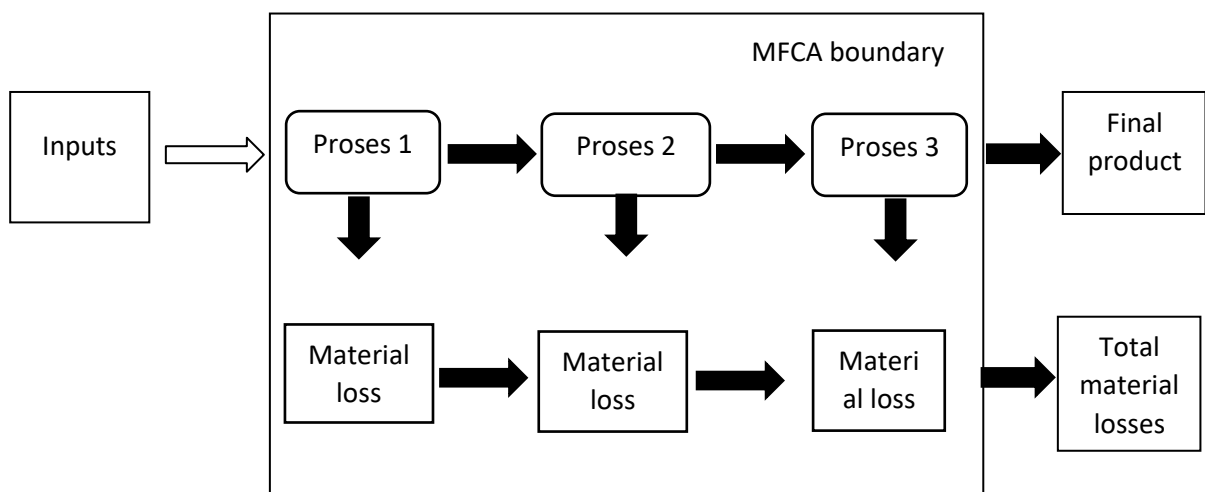 MFCA boundary
Inputs
Proses 1
Proses 2
Proses 3
Final
product
Material
loss
Material
loss
Materi
al loss
Total
material
losses